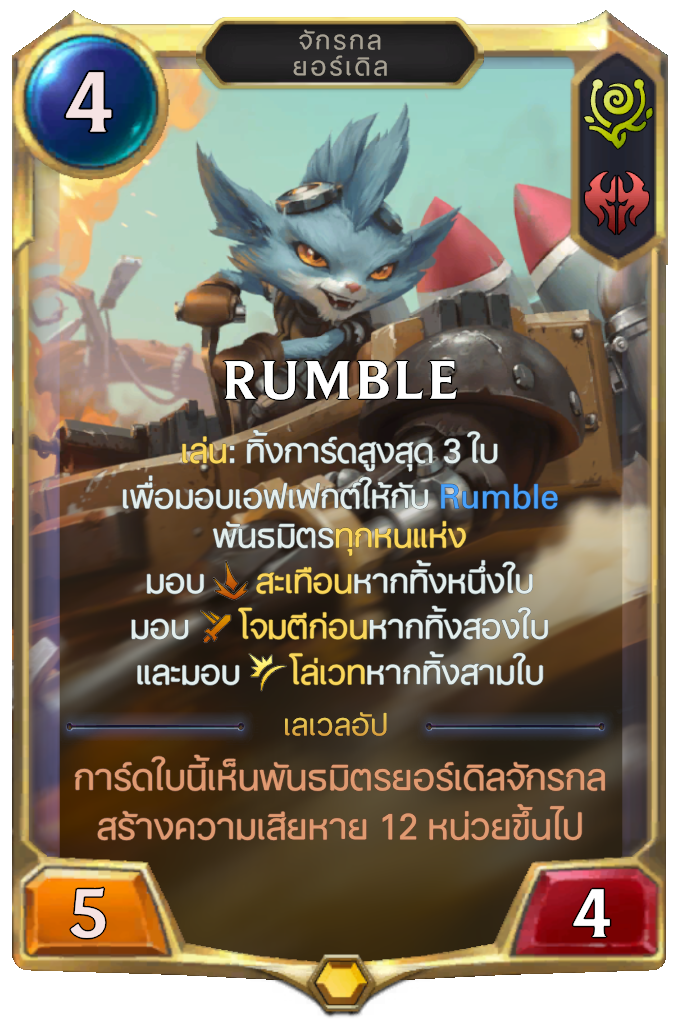 จักรกล
ยอร์เดิล
4
RUMBLE
เล่น: ทิ้งการ์ดสูงสุด 3 ใบ
เพื่อมอบเอฟเฟกต์ให้กับ Rumble
พันธมิตรทุกหนแห่ง
มอบ สะเทือนหากทิ้งหนึ่งใบ
มอบ โจมตีก่อนหากทิ้งสองใบ
และมอบ โล่เวทหากทิ้งสามใบ
เลเวลอัป
การ์ดใบนี้เห็นพันธมิตรยอร์เดิลจักรกล
สร้างความเสียหาย 12 หน่วยขึ้นไป
5
4